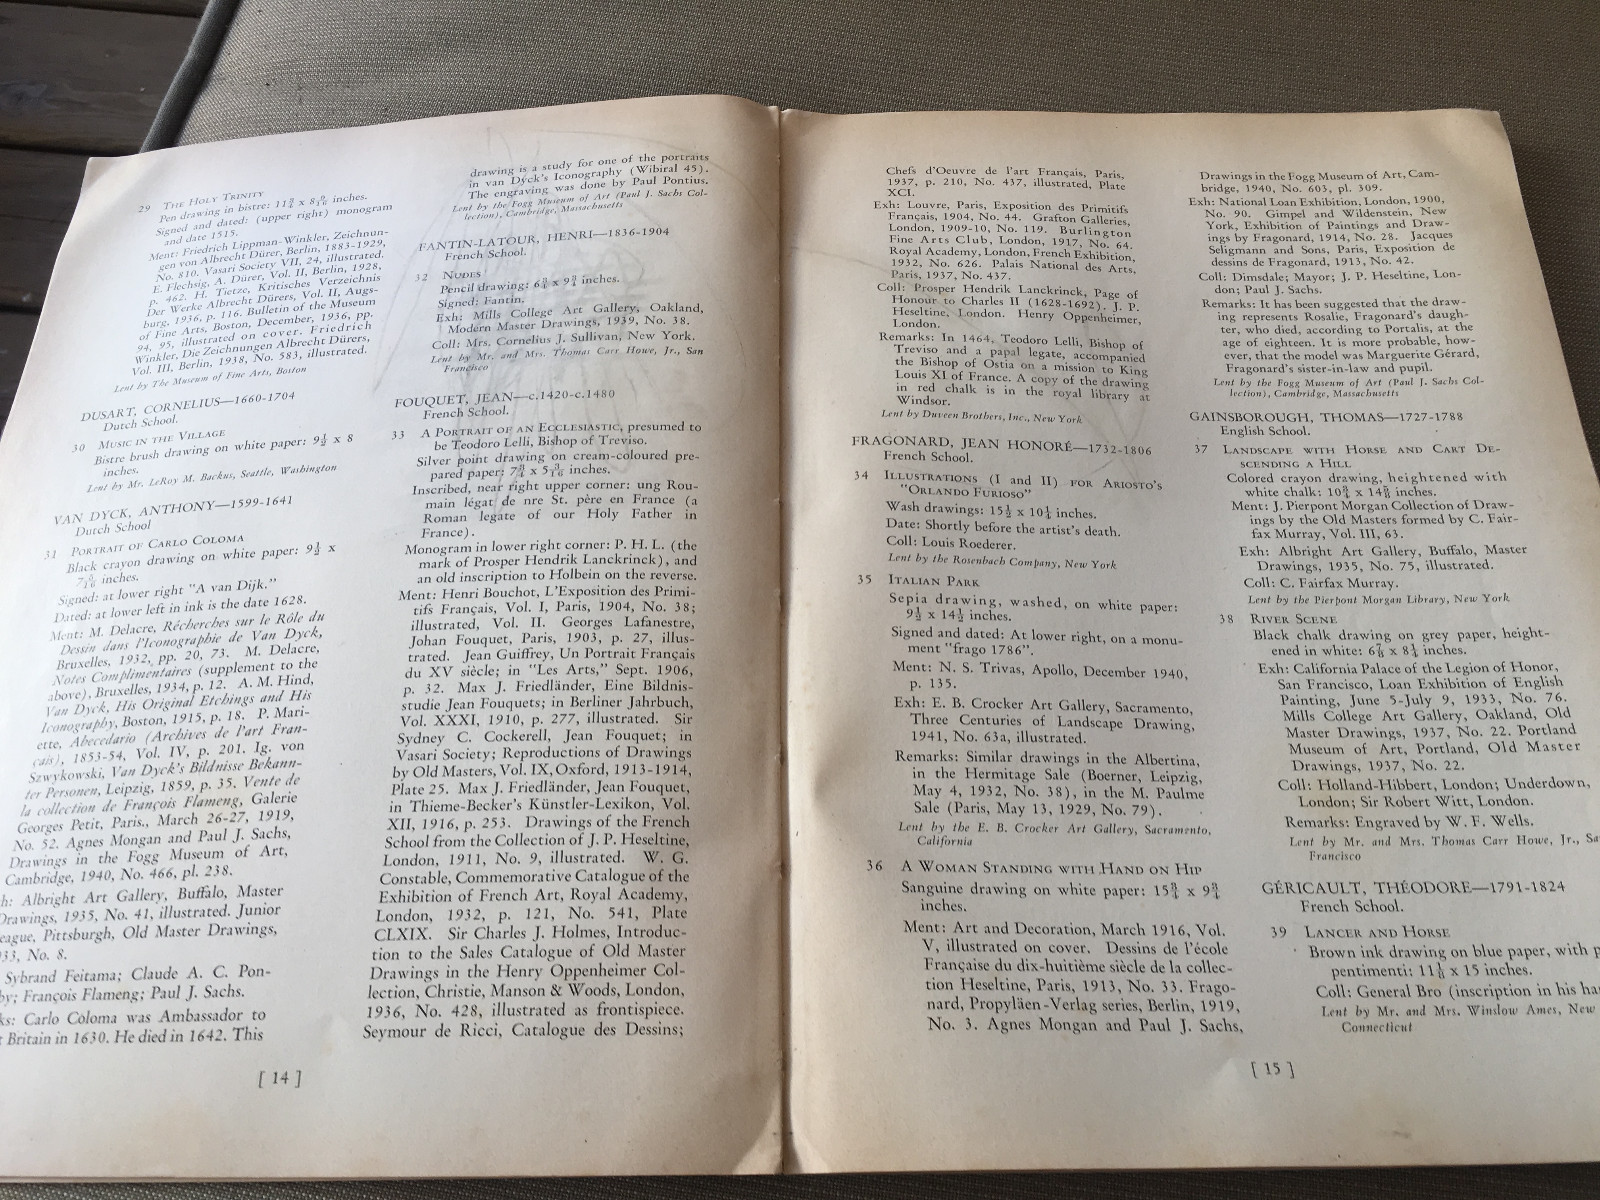 29 THE HOLY TRINITY
Pen drawing in bistre: 11¾ x 8 9/16 inches.
Signed and dated: (upper right) monogram
and date 1515.
Ment: Friedrich Lippman-Winkler, Zeichnun-
gen von Albrecht Dürer, Berlin, 1883-1929,
No. 810. Vasari Society VII, 24, illustrated.
E. Flechsig, A. Dürer, Vol. II, Berlin, 1928,
p. 462. H. Tietze, Kritisches Verzeichnis
Der Werke Albrecht Dürers, Vol. II, Augs-
burg, 1936, p. 116. Bulletin of the Museum
of Fine Arts, Boston, December, 1936, pp.
94, 95, illustrated on cover. Friedrich
Winkler, Die Zeichnungen Albrecht Dürers,
Vol. III, Berlin, 1938, No. 583, illustrated.
Lent by The Museum of Fine Arts, Boston
DUSART, CORNELIUS—1660-1704
Dutch School.
30 MUSIC IN THE VILLAGE
Bistre brush drawing on white paper: 9½ x 8
inches.
Lent by Mr. LeRoy M. Backus, Seattle, Washington
VAN DYCK, ANTHONY—1599-1641
Dutch School
31 PORTRAIT OF CARLO COLOMA
Black crayon drawing on white paper: 9½ x
inches.
Signed: at lower right "A van Dijk."
Dated: at lower left in ink is the date 1628.
Ment: M. Delacre, Récherches sur le Rôle du
Dessin dans l'Iconographie de Van Dyck,
Bruxelles, 1932, pp. 20, 73. M. Delacre,
Notes Complimentaires (supplement to the
above), Bruxelles, 1934, p. 12. A. M. Hind,
Van Dyck, His Original Etchings and His
Iconography, Boston, 1915, p. 18. P. Mari-
ette, Abecedario (Archives de l'art Fran-
çais), 1853-54, Vol. IV, p. 201. Ig. von
Szwykowski, Van Dyck's Bildnisse Bekann-
ter Personen, Leipzig, 1859, p. 35. Vente de
la collection de François Flameng, Galerie
Georges Petit, Paris., March 26-27, 1919,
No. 52. Agnes Mongan and Paul J. Sachs,
Drawings in the Fogg Museum of Art,
Cambridge, 1940, No. 466, pl. 238.
h: Albright Art Gallery, Buffalo, Master
Drawings, 1935, No. 41, illustrated. Junior
eague, Pittsburgh, Old Master Drawings,
33, No. 8.
Sybrand Feitama; Claude A. C. Pon-
by; François Flameng; Paul J. Sachs.
ks: Carlo Coloma was Ambassador to
t Britain in 1630. He died in 1642. This
drawing is a study for one of the portraits
in van Dyck's Iconography (Wibiral 45).
The engraving was done by Paul Pontius.
Lent by the Fogg Museum of Art (Paul J. Sachs Col-
lection), Cambridge, Massachusetts
FANTIN-LATOUR, HENRI—1836-1904
French School.
32 NUDES
Pencil drawing: 6¾ x 9¾ inches.
Signed: Fantin.
Exh: Mills College Art Gallery, Oakland,
Modern Master Drawings, 1939, No. 38.
Coll: Mrs. Cornelius J. Sullivan, New York.
Lent by Mr. and Mrs. Thomas Carr Howe, Jr., San
Francisco
FOUQUET, JEAN—c.1420-c.1480
French School.
33 A PORTRAIT OF AN ECCLESIASTIC, presumed to
be Teodoro Lelli, Bishop of Treviso.
Silver point drawing on cream-coloured pre-
pared paper: 7¾ x 5 3/16 inches.
Inscribed, near right upper corner: ung Rou-
main légat de nre St. père en France (a
Roman legate of our Holy Father in
France).
Monogram in lower right corner: P. H. L. (the
mark of Prosper Hendrik Lanckrinck), and
an old inscription to Holbein on the reverse.
Ment: Henri Bouchot, L'Exposition des Primi-
tifs Français, Vol. I, Paris, 1904, No. 38;
illustrated, Vol. II. Georges Lafanestre,
Johan Fouquet, Paris, 1903, p. 27, illus-
trated. Jean Guiffrey, Un Portrait Français
du XV siècle; in "Les Arts," Sept. 1906,
p. 32. Max J. Friedländer, Eine Bildnis-
studie Jean Fouquets; in Berliner Jahrbuch,
Vol. XXXI, 1910, p. 277, illustrated. Sir
Sydney C. Cockerell, Jean Fouquet; in
Vasari Society; Reproductions of Drawings
by Old Masters, Vol. IX, Oxford, 1913-1914,
Plate 25. Max J. Friedländer, Jean Fouquet,
in Thieme-Becker's Künstler-Lexikon, Vol.
XII, 1916, p. 253. Drawings of the French
School from the Collection of J. P. Heseltine,
London, 1911, No. 9, illustrated. W. G.
Constable, Commemorative Catalogue of the
Exhibition of French Art, Royal Academy,
London, 1932, p. 121, No. 541, Plate
CLXIX. Sir Charles J. Holmes, Introduc-
tion to the Sales Catalogue of Old Master
Drawings in the Henry Oppenheimer Col-
lection, Christie, Manson & Woods, London,
1936, No. 428, illustrated as frontispiece.
Seymour de Ricci, Catalogue des Dessins;
[ 14 ]
Chefs d'Oeuvre de l'art Français, Paris,
1937, p. 210, No. 437, illustrated, Plate
XCI.
Exh: Louvre, Paris, Exposition des Primitifs
Français, 1904, No. 44. Grafton Galleries,
London, 1909-10, No. 119. Burlington
Fine Arts Club, London, 1917, No. 64.
Royal Academy, London, French Exhibition,
1932, No. 626. Palais National des Arts,
Paris, 1937, No. 437.
Coll: Prosper Hendrik Lanckrinck, Page of
Honour to Charles II (1628-1692). J. P.
Heseltine, London. Henry Oppenheimer,
London.
Remarks: In 1464, Teodoro Lelli, Bishop of
Treviso and a papal legate, accompanied
the Bishop of Ostia on a mission to King
Louis XI of France. A copy of the drawing
in red chalk is in the royal library at
Windsor.
Lent by Duveen Brothers, Inc., New York
FRAGONARD, JEAN HONORÉ—1732-1806
French School.
34 ILLUSTRATIONS (I and II) FOR ARIOSTO'S
"ORLANDO FURIOSO"
Wash drawings: 15½ x 10¼ inches.
Date: Shortly before the artist's death.
Coll: Louis Roederer.
Lent by the Rosenbach Company, New York
35 ITALIAN PARK
Sepia drawing, washed, on white paper:
9½ x 14½ inches.
Signed and dated: At lower right, on a monu-
ment "frago 1786".
Ment: N. S. Trivas, Apollo, December 1940,
p. 135.
Exh: E. B. Crocker Art Gallery, Sacramento,
Three Centuries of Landscape Drawing,
1941, No. 63a, illustrated.
Remarks: Similar drawings in the Albertina,
in the Hermitage Sale (Boerner, Leipzig,
May 4, 1932, No. 38), in the M. Paulme
Sale (Paris, May 13, 1929, No. 79).
Lent by the E. B. Crocker Art Gallery, Sacramento,
California
36 A WOMAN STANDING WITH HAND ON HIP
Sanguine drawing on white paper: 15¾ x 9¾
inches.
Ment: Art and Decoration, March 1916, Vol.
V, illustrated on cover. Dessins de l'école
Française du dix-huitième siècle de la collec-
tion Heseltine, Paris, 1913, No. 33. Frago-
nard, Propyläen-Verlag series, Berlin, 1919,
No. 3. Agnes Mongan and Paul J. Sachs,
Drawings in the Fogg Museum of Art, Cam-
bridge, 1940, No. 603, pl. 309.
Exh: National Loan Exhibition, London, 1900,
No. 90. Gimpel and Wildenstein, New
York, Exhibition of Paintings and Draw-
ings by Fragonard, 1914, No. 28. Jacques
Seligmann and Sons, Paris, Exposition de
dessins de Fragonard, 1913, No. 42.
Coll: Dimsdale; Mayor; J. P. Heseltine, Lon-
don; Paul J. Sachs.
Remarks: It has been suggested that the draw-
ing represents Rosalie, Fragonard's daugh-
ter, who died, according to Portalis, at the
age of eighteen. It is more probable, how-
ever, that the model was Marguerite Gérard,
Fragonard's sister-in-law and pupil.
Lent by the Fogg Museum of Art (Paul J. Sachs Col-
lection), Cambridge, Massachusetts
GAINSBOROUGH, THOMAS—1727-1788
English School.
37 LANDSCAPE WITH HORSE AND CART DE-
SCENDING A HILL
Colored crayon drawing, heightened with
white chalk: 10¾ x 14⅞ inches.
Ment: J. Pierpont Morgan Collection of Draw-
ings by the Old Masters formed by C. Fair-
fax Murray, Vol. III, 63.
Exh: Albright Art Gallery, Buffalo, Master
Drawings, 1935, No. 75, illustrated.
Coll: C. Fairfax Murray.
Lent by the Pierpont Morgan Library, New York
38 RIVER SCENE
Black chalk drawing on grey paper, height-
ened in white: 6⅞ x 8¼ inches.
Exh: California Palace of the Legion of Honor,
San Francisco, Loan Exhibition of English
Painting, June 5-July 9, 1933, No. 76.
Mills College Art Gallery, Oakland, Old
Master Drawings, 1937, No. 22. Portland
Museum of Art, Portland, Old Master
Drawings, 1937, No. 22.
Coll: Holland-Hibbert, London; Underdown,
London; Sir Robert Witt, London.
Remarks: Engraved by W. F. Wells.
Lent by Mr. and Mrs. Thomas Carr Howe, Jr., Sa
Francisco
GÉRICAULT, THÉODORE—1791-1824
French School.
39 LANCER AND HORSE
Brown ink drawing on blue paper, with p
pentimenti: 11⅛ x 15 inches.
Coll: General Bro (inscription in his ha
Lent by Mr. and Mrs. Winslow Ames, New
Connecticut
[ 15 ]